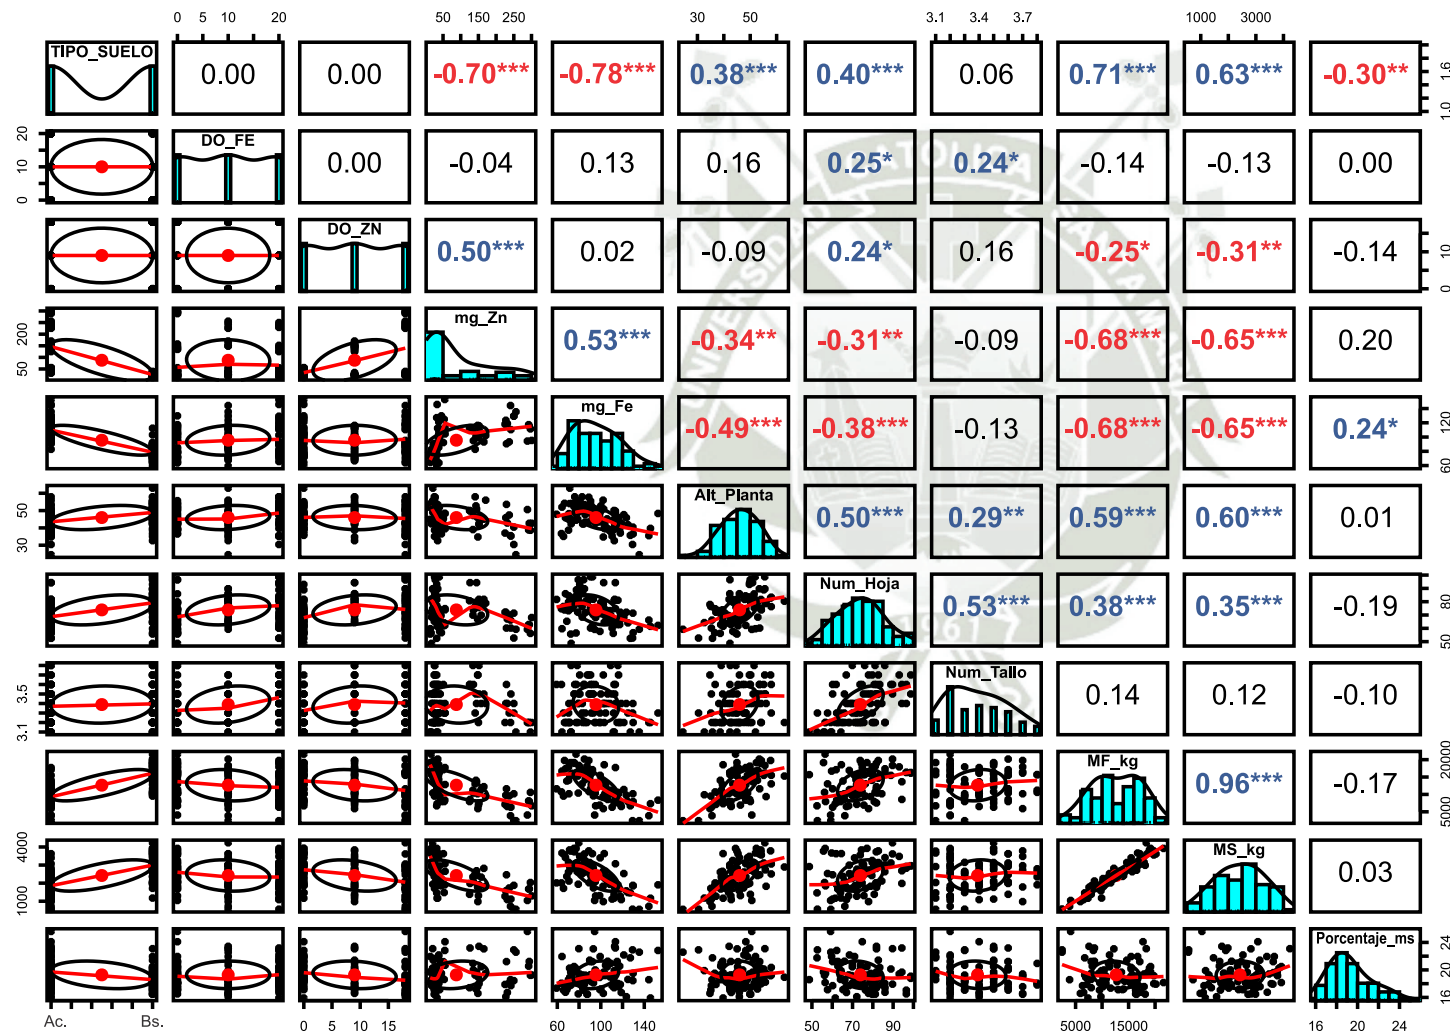 0 5 10 20 50 150 250 30 50 3.1 3.4 3.7 1000 3000
TIPO_SUELO 0.00 0.00 -0.70*** -0.78*** 0.38*** 0.40*** 0.06 0.71*** 0.63*** -0.30** 1.0 1.6
0 10 20 DO_FE 0.00 -0.04 0.13 0.16 0.25* 0.24* -0.14 -0.13 0.00
DO_ZN 0.50*** 0.02 -0.09 0.24* 0.16 -0.25* -0.31** -0.14 0 10
50 200 mg_Zn 0.53*** -0.34** -0.31** -0.09 -0.68*** -0.65*** 0.20
mg_Fe -0.49*** -0.38*** -0.13 -0.68*** -0.65*** 0.24* 60 120
30 50 Alt_Planta 0.50*** 0.29** 0.59*** 0.60*** 0.01
Num_Hoja 0.53*** 0.38*** 0.35*** -0.19 50 80
3.1 3.5 Num_Tallo 0.14 0.12 -0.10
MF_kg 0.96*** -0.17 5000 20000
1000 4000 MS_kg 0.03
Porcentaje_ms 16 20 24
Ac. Bs. 0 5 10 15 60 100 140 50 70 90 5000 15000 16 20 24
UNIVERSIDAD CATOLICA SANTA MARIA